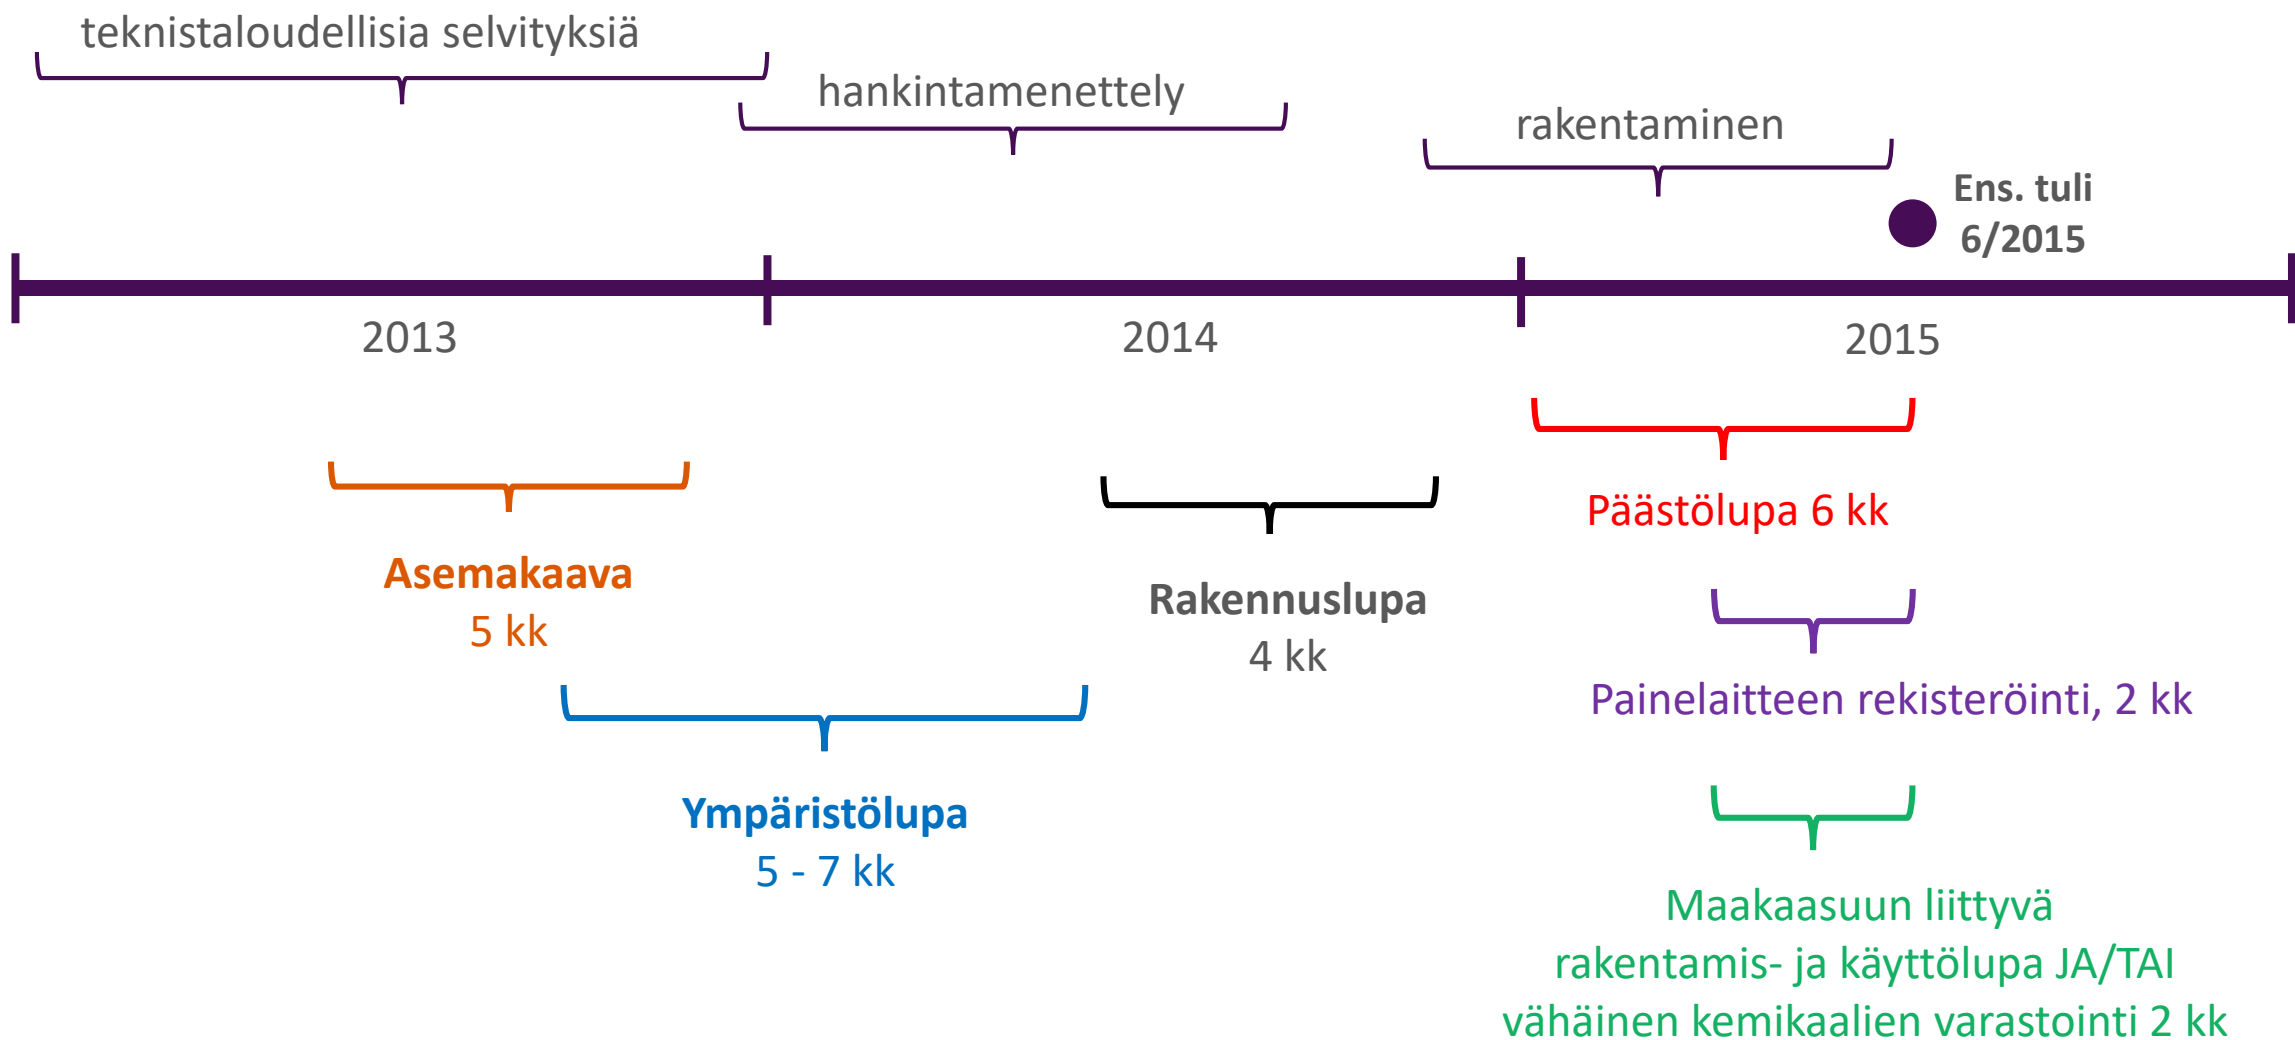 teknistaloudellisia selvityksiä
hankintamenettely
rakentaminen
Ens. tuli
6/2015
2013
2014
2015
Asemakaava
5 kk
Ympäristölupa
5 - 7 kk
Rakennuslupa
4 kk
Päästölupa 6 kk
Painelaitteen rekisteröinti, 2 kk
Maakaasuun liittyvä
rakentamis- ja käyttölupa JA/TAI
vähäinen kemikaalien varastointi 2 kk